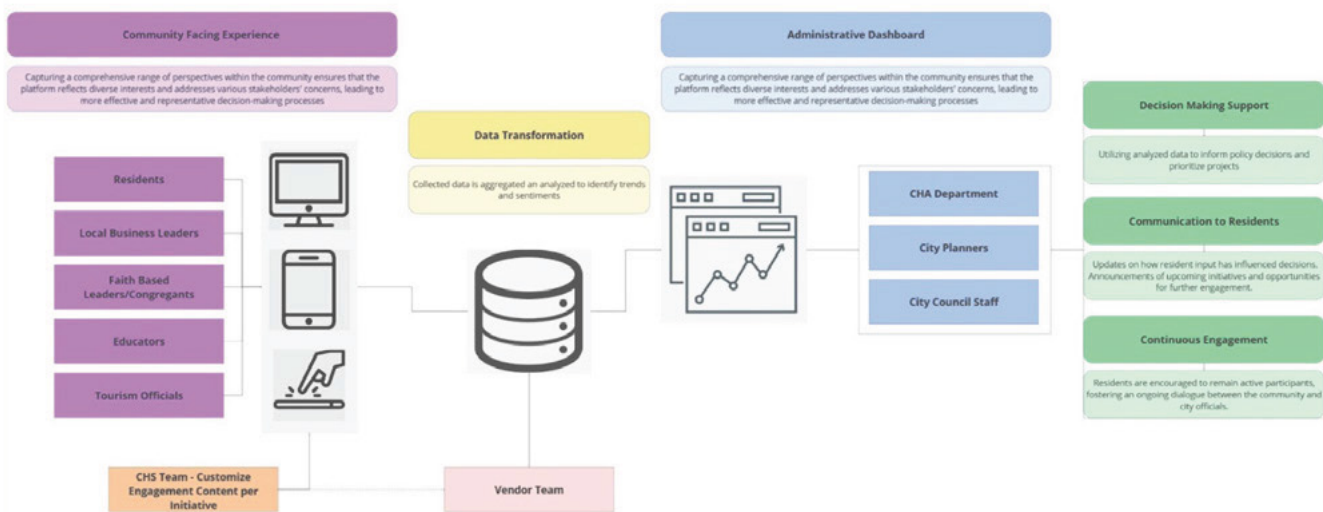 Community Facing Experience
Capturing a comprehensive range of perspectives within the community ensures that the
platform reflects diverse interests and addresses various stakeholders' concerns, leading to
more effective and representative decision-making processes
Residents
Local Business Leaders
Faith Based
Leaders/Congregants
Educators
Tourism Officials
CHS Team - Customize
Engagement Content per
Initiative
Data Transformation
Collected data is aggregated an analyzed to identify trends
and sentiments
Vendor Team
Administrative Dashboard
Capturing a comprehensive range of perspectives within the community ensures that the
platform reflects diverse interests and addresses various stakeholders' concerns, leading to
more effective and representative decision-making processes
CHA Department
City Planners
City Council Staff
Decision Making Support
Utilizing analyzed data to inform policy decisions and
prioritize projects
Communication to Residents
Updates on how resident input has influenced decisions.
Announcements of upcoming initiatives and opportunities
for further engagement.
Continuous Engagement
Residents are encouraged to remain active participants,
fostering an ongoing dialogue between the community and
city officials.